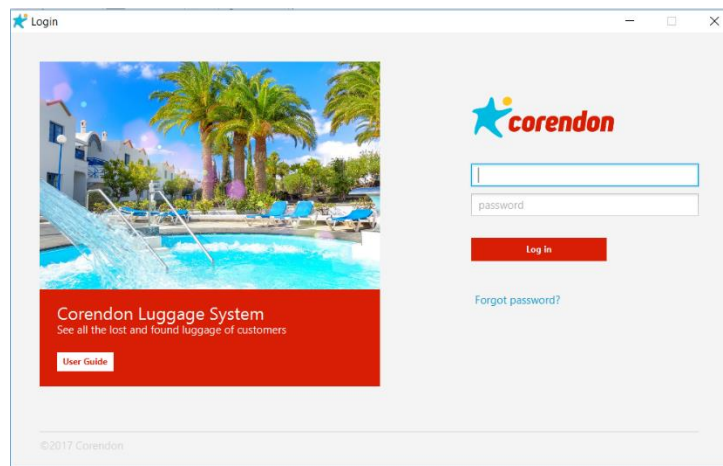 Login
corendon
password
Log in
Forgot password?
Corendon Luggage System
See all the lost and found luggage of customers
User Guide
©2017 Corendon